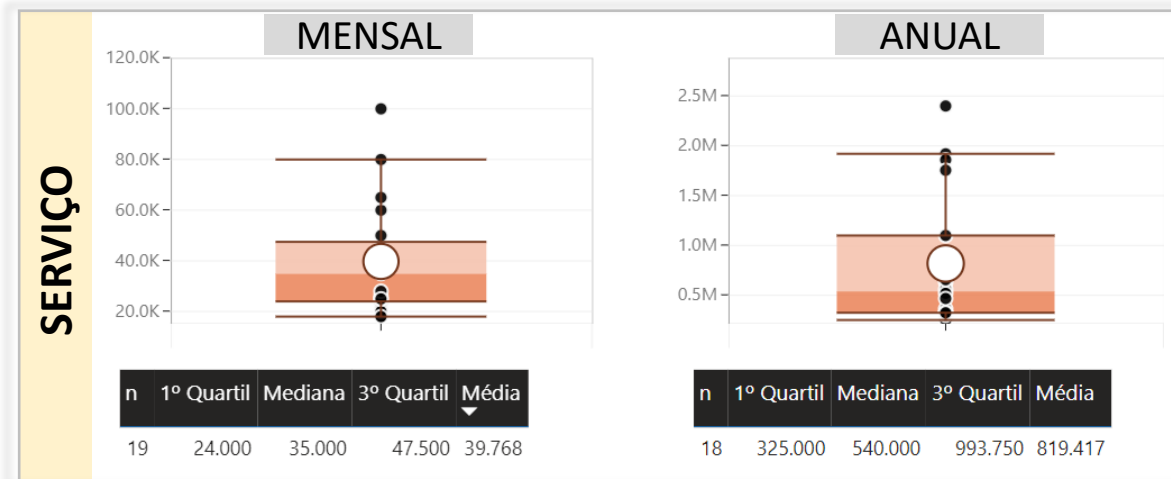 SERVIÇO
MENSAL
120.0K
100.0K
80.0K
60.0K
40.0K
20.0K
n 1º Quartil Mediana 3º Quartil Média
19 24.000 35.000 47.500 39.768
ANUAL
2.5M
2.0M
1.5M
1.0M
0.5M
n 1º Quartil Mediana 3º Quartil Média
18 325.000 540.000 993.750 819.417